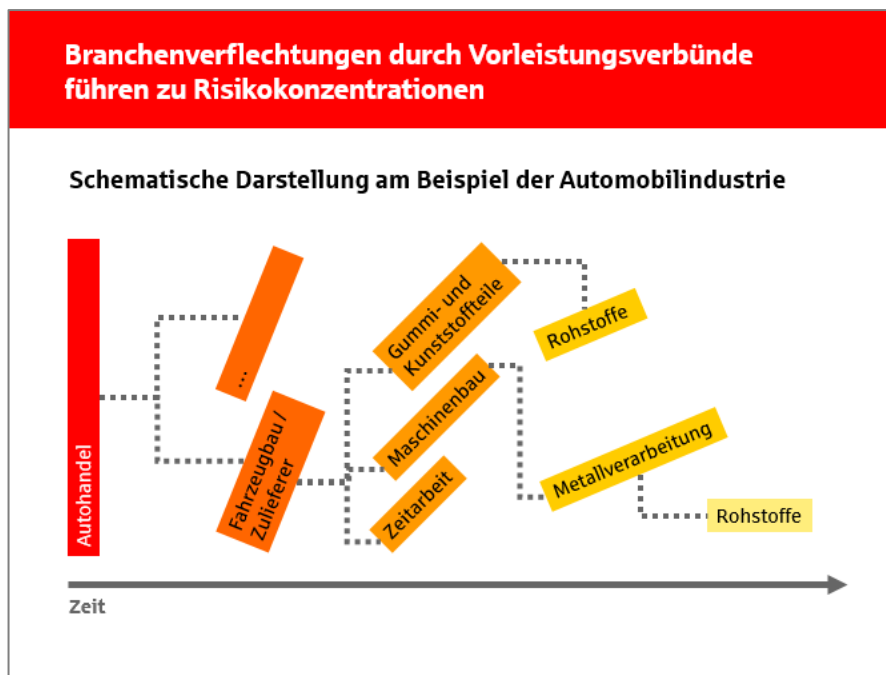 Branchenverflechtungen durch Vorleistungsverbünde
führen zu Risikokonzentrationen
Schematische Darstellung am Beispiel der Automobilindustrie
Autohandel
...
Fahrzeugbau /
Zulieferer
Gummi- und
Kunststoffteile
Maschinenbau
Zeitarbeit
Rohstoffe
Metallverarbeitung
Rohstoffe
Zeit